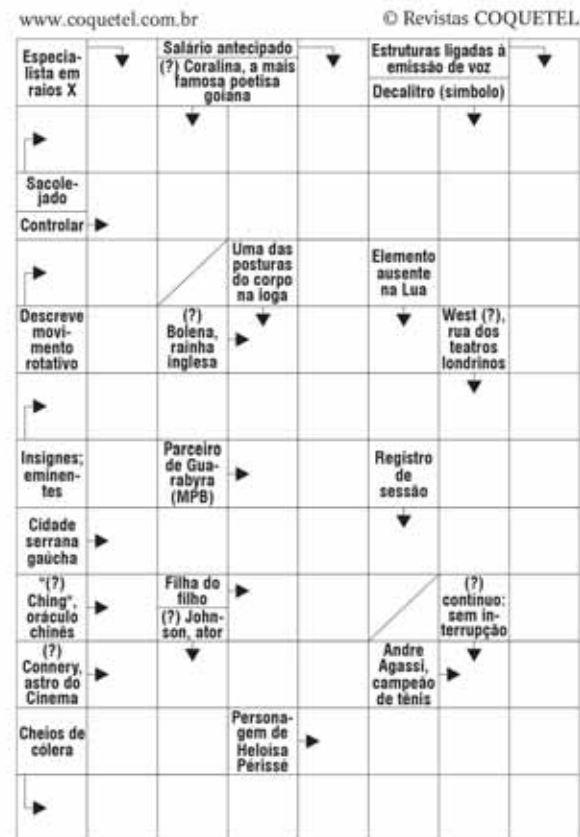 www.coquetel.com.br
© Revistas COQUETEL
Especia-
lista em
raios X
Salário antecipado
(?) Coralina, a mais
famosa poetisa
goiana
Estruturas ligadas à
emissão de voz
Decalitro (símbolo)
Sacole-
jado
Controlar
Uma das
posturas
do corpo
na ioga
Elemento
ausente
na Lua
Descreve
movi-
mento
rotativo
(?)
Bolena,
rainha
inglesa
West (?),
rua dos
teatros
londrinos
Insignes;
eminen-
tes
Parceiro
de Gua-
rabyra
(MPB)
Registro
de
sessão
Cidade
serrana
gaúcha
"(?)
Ching",
oráculo
chinês
Filha do
filho
(?) John-
son, ator
(?)
contínuo:
sem in-
terrupção
(?)
Connery,
astro do
Cinema
Andre
Agassi,
campeão
de tênis
Cheios de
cólera
Persona-
gem de
Heloísa
Périssé